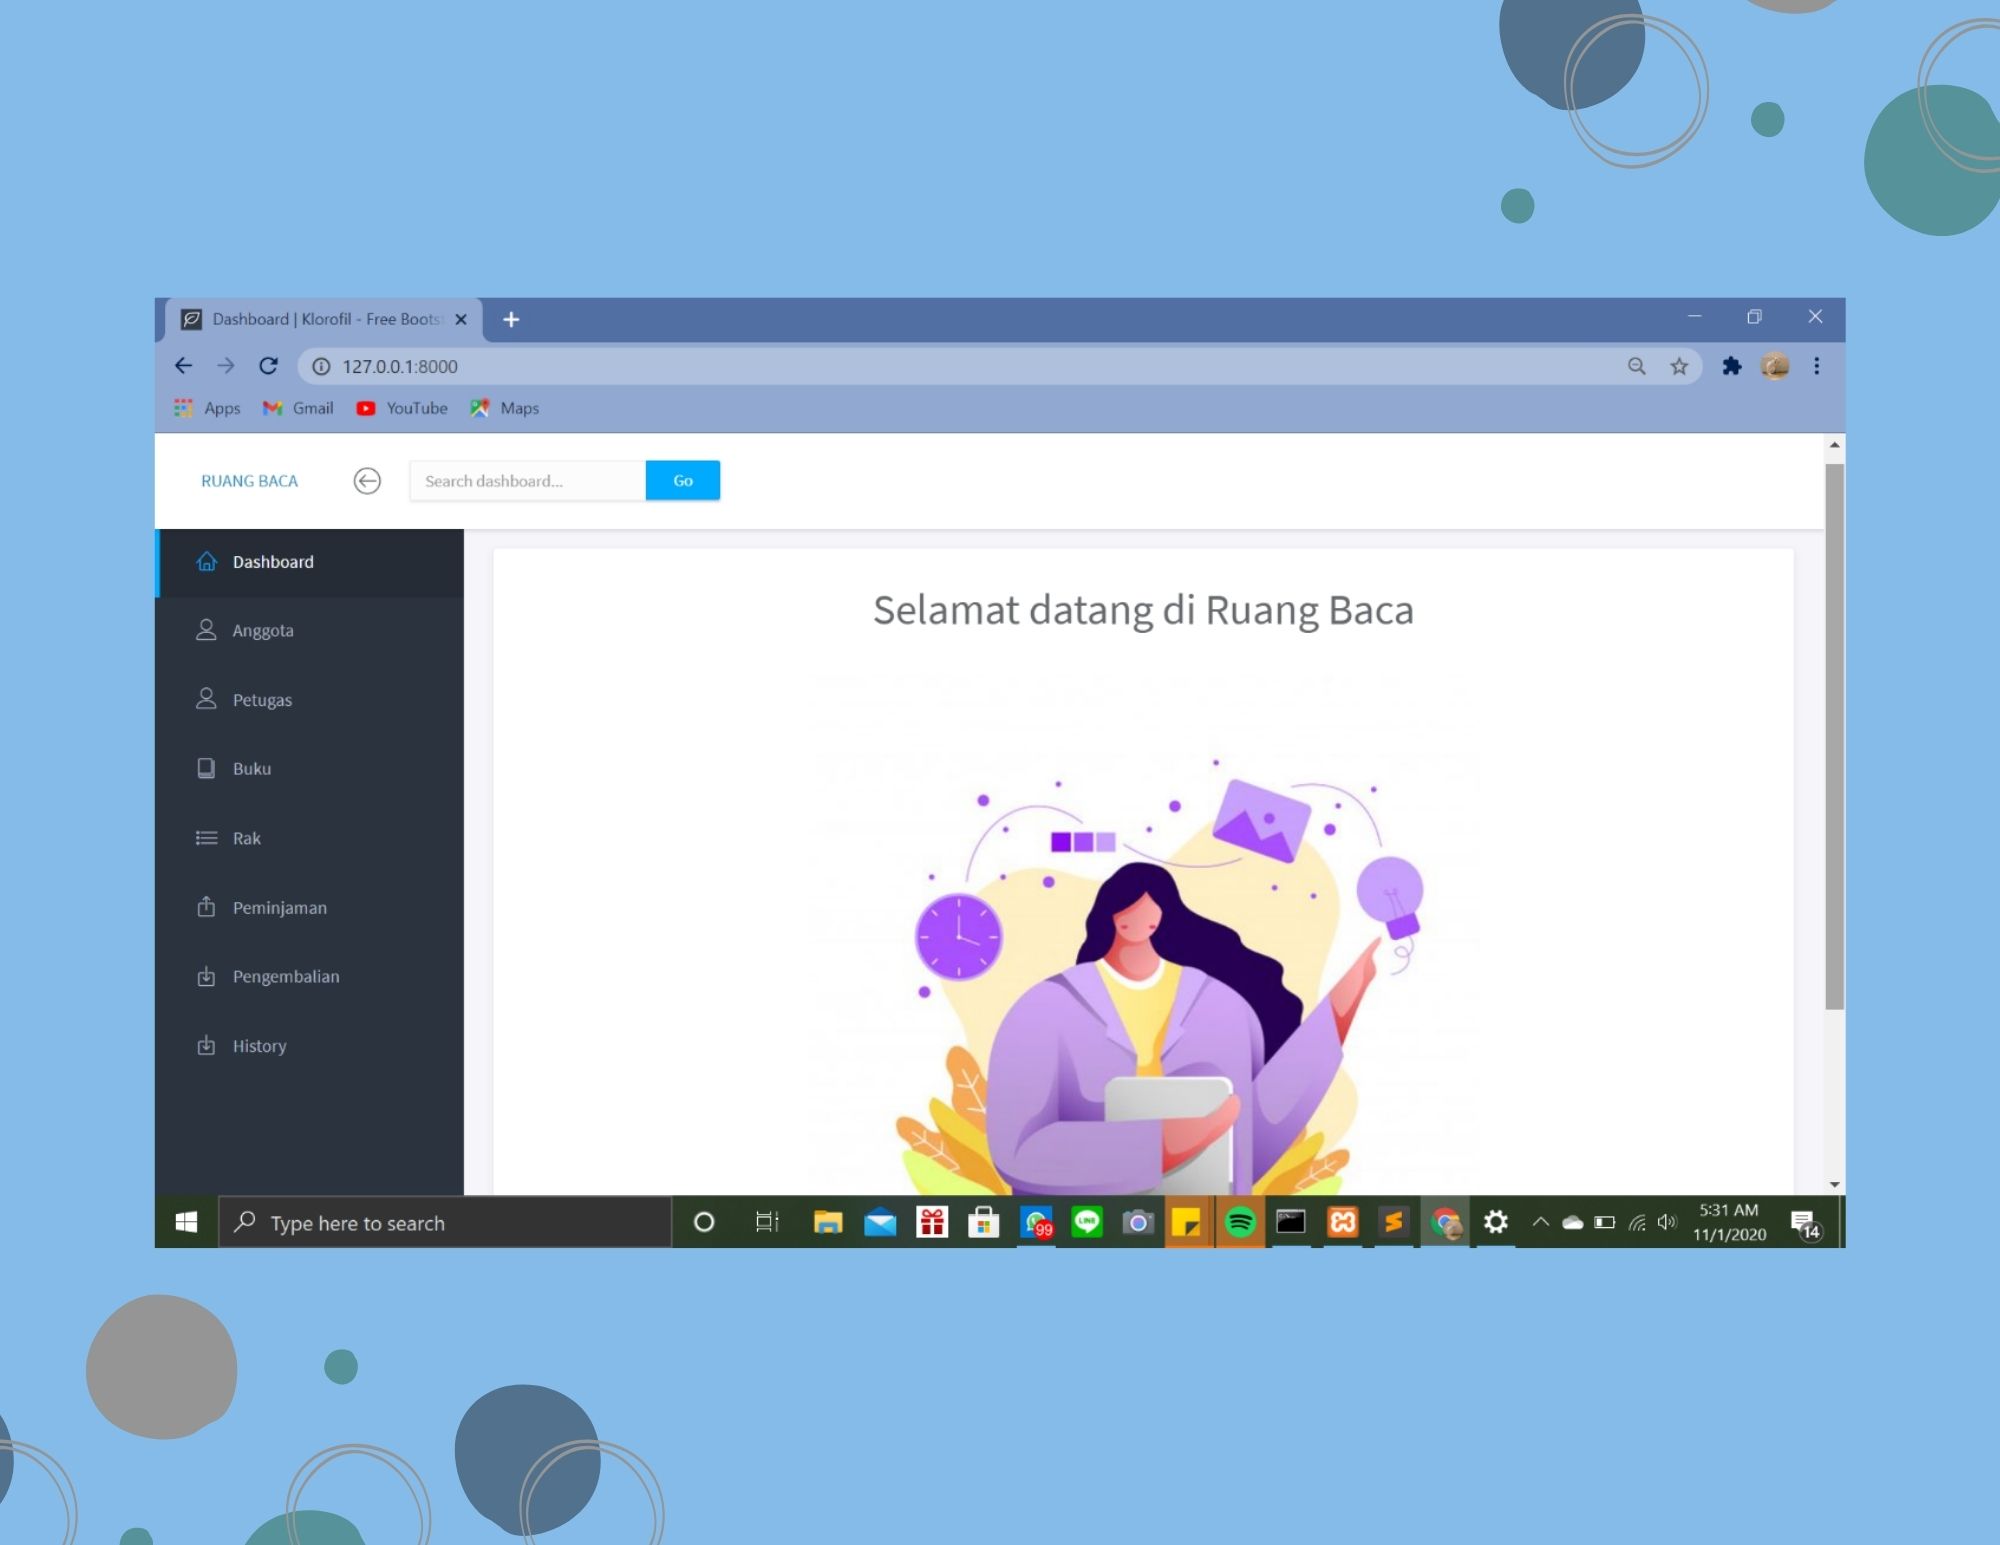 Dashboard | Klorofil - Free Boots
127.0.0.1:8000
Apps Gmail YouTube Maps
RUANG BACA
Search dashboard...
Go
Dashboard
Anggota
Petugas
Buku
Rak
Peminjaman
Pengembalian
History
Selamat datang di Ruang Baca
Type here to search
99
LINE
5:31 AM
11/1/2020
14